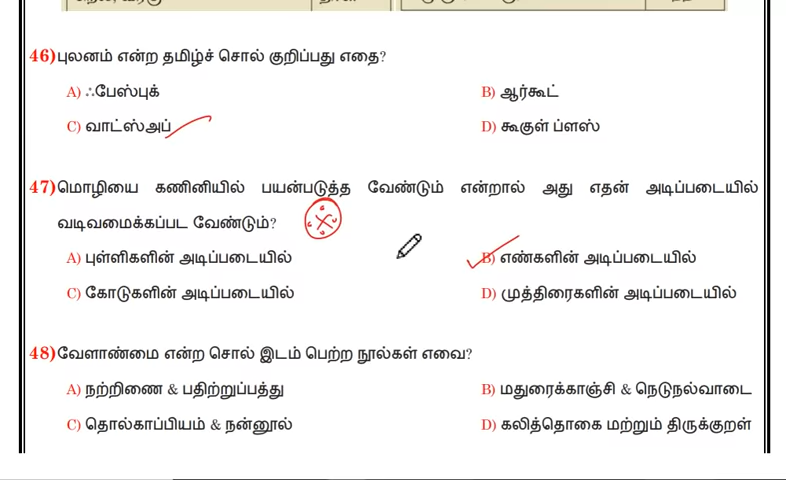 46)புலனம் என்ற தமிழ்ச் சொல் குறிப்பது எதை?
A) ஃபேஸ்புக்
B) ஆர்கூட்
C) வாட்ஸ்அப்
D) கூகுள் ப்ளஸ்
47)மொழியை கணினியில் பயன்படுத்த வேண்டும் என்றால் அது எதன் அடிப்படையில்
வடிவமைக்கப்பட வேண்டும்?
A) புள்ளிகளின் அடிப்படையில்
B) எண்களின் அடிப்படையில்
C) கோடுகளின் அடிப்படையில்
D) முத்திரைகளின் அடிப்படையில்
48)வேளாண்மை என்ற சொல் இடம் பெற்ற நூல்கள் எவை?
A) நற்றிணை & பதிற்றுப்பத்து
B) மதுரைக்காஞ்சி & நெடுநல்வாடை
C) தொல்காப்பியம் & நன்னூல்
D) கலித்தொகை மற்றும் திருக்குறள்